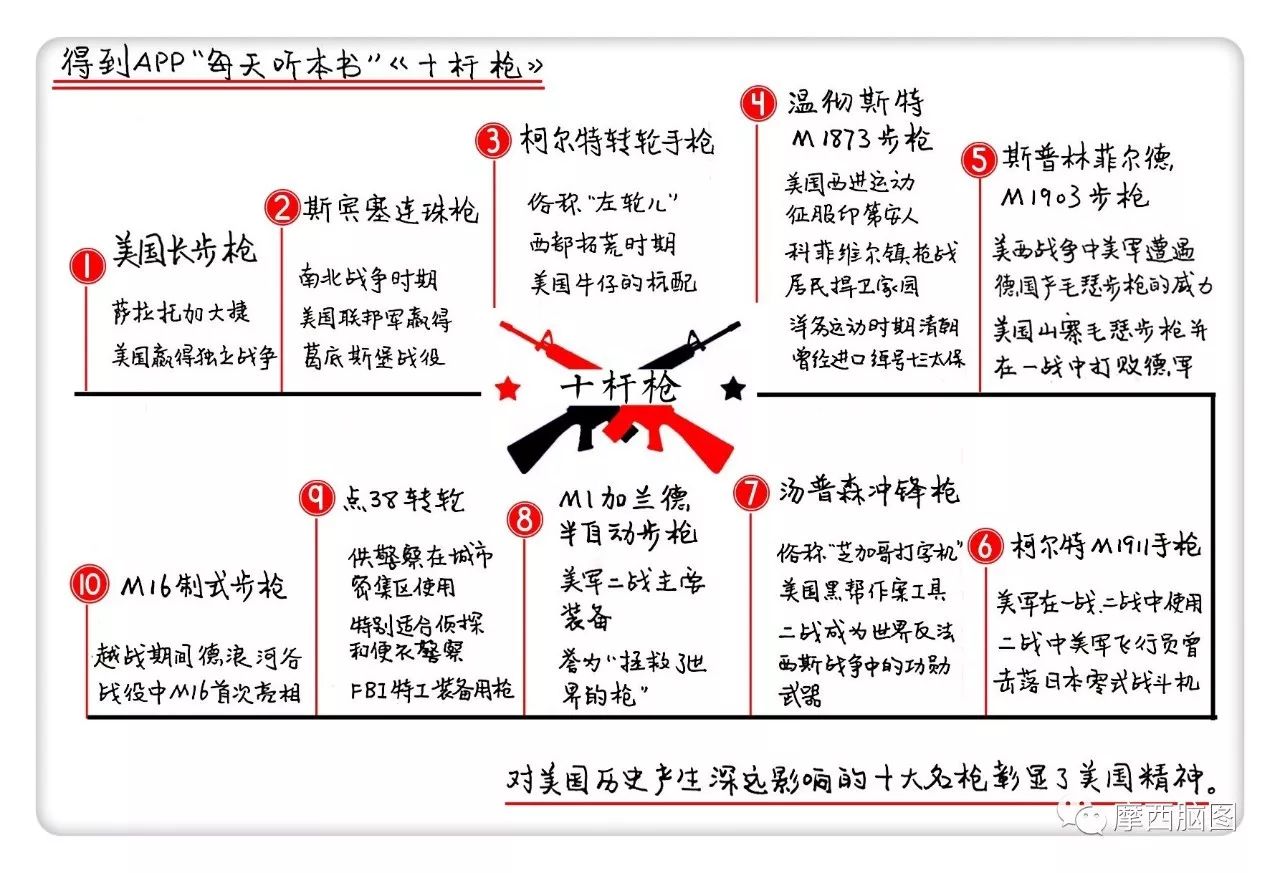 得到APP“每天听本书”《十杆枪》
1
美国长步枪
萨拉托加大捷
美国赢得独立战争
2
斯宾塞连珠枪
南北战争时期
美国联邦军赢得
葛底斯堡战役
3
柯尔特转轮手枪
俗称“左轮儿”
西部拓荒时期
美国牛仔的标配
4
温彻斯特
M1873步枪
美国西进运动
征服印第安人
科菲维尔镇枪战
居民捍卫家园
洋务运动时期清朝
曾经进口绰号十三太保
5
斯普林菲尔德
M1903步枪
美西战争中美军遭遇
德国产毛瑟步枪的威力
美国山寨毛瑟步枪并
在一战中打败德军
十杆枪
6
柯尔特M1911手枪
美军在一战、二战中使用
二战中美军飞行员曾
击落日本零式战斗机
7
汤普森冲锋枪
俗称“芝加哥打字机”
美国黑帮作案工具
二战成为世界反法
西斯战争中的功勋
武器
8
M1加兰德
半自动步枪
美军二战主要
装备
誉为“拯救了世
界的枪”
9
点38转轮
供警察在城市
密集区使用
特别适合侦探
和便衣警察
FBI特工装备用枪
10
M16制式步枪
越战期间德浪河谷
战役中M16首次亮相
对美国历史产生深远影响的十大名枪彰显了美国精神。
摩西脑图